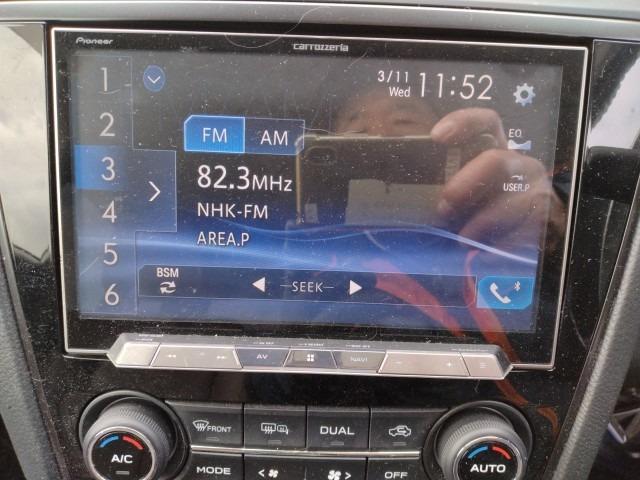 Pioneer
carrozzeria
1
2
3
4
5
6
3/11
Wed
11:52
FM AM
82.3MHz
NHK-FM
AREA.P
EQ
USER.P
BSM
SEEK
AV
NAVI
A/C
FRONT
DUAL
MODE
OFF
AUTO